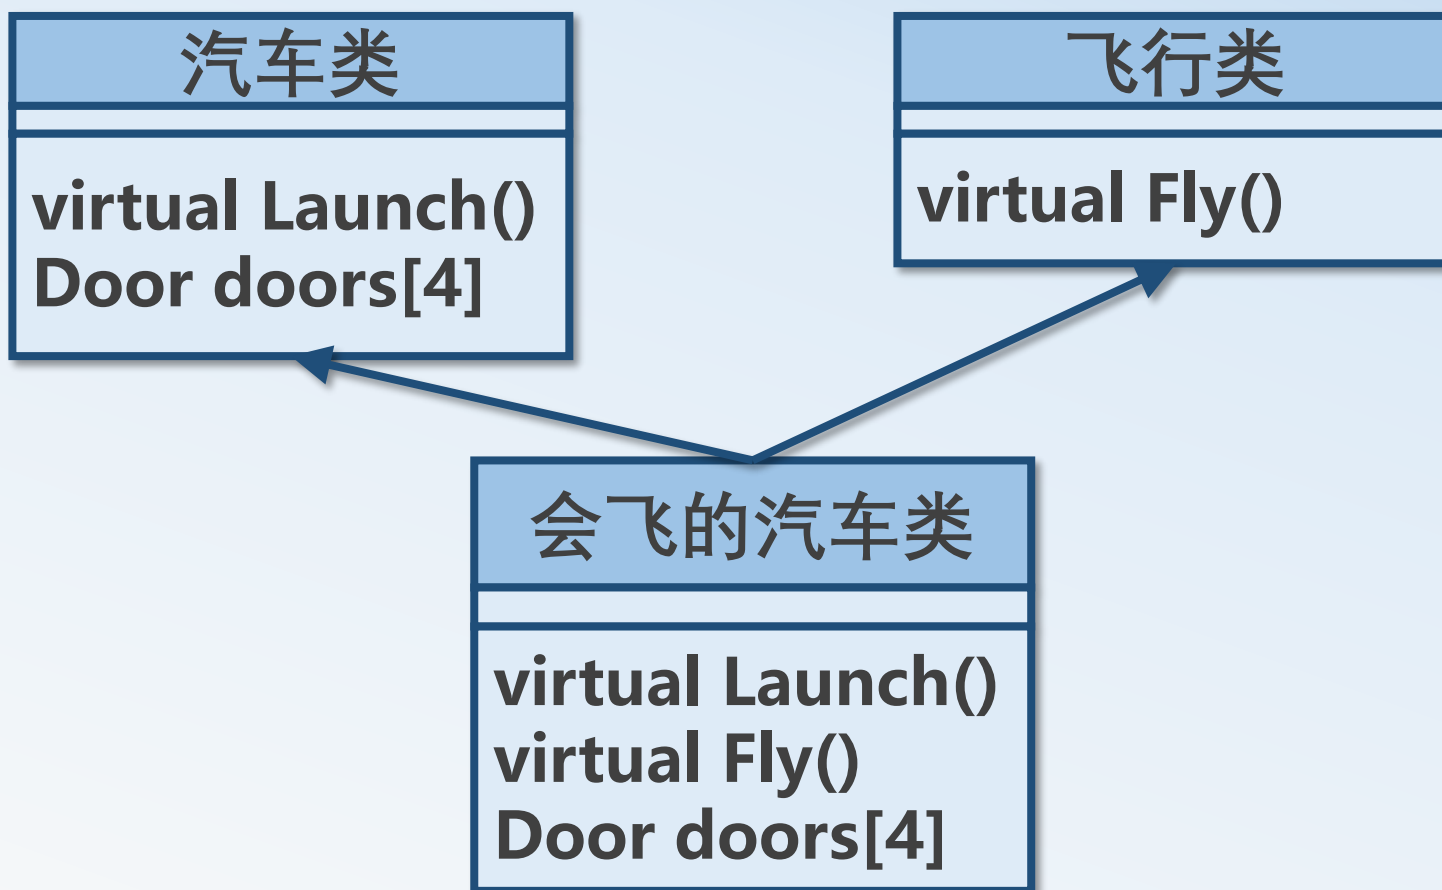 汽车类
virtual Launch()
Door doors[4]
飞行类
virtual Fly()
会飞的汽车类
virtual Launch()
virtual Fly()
Door doors[4]